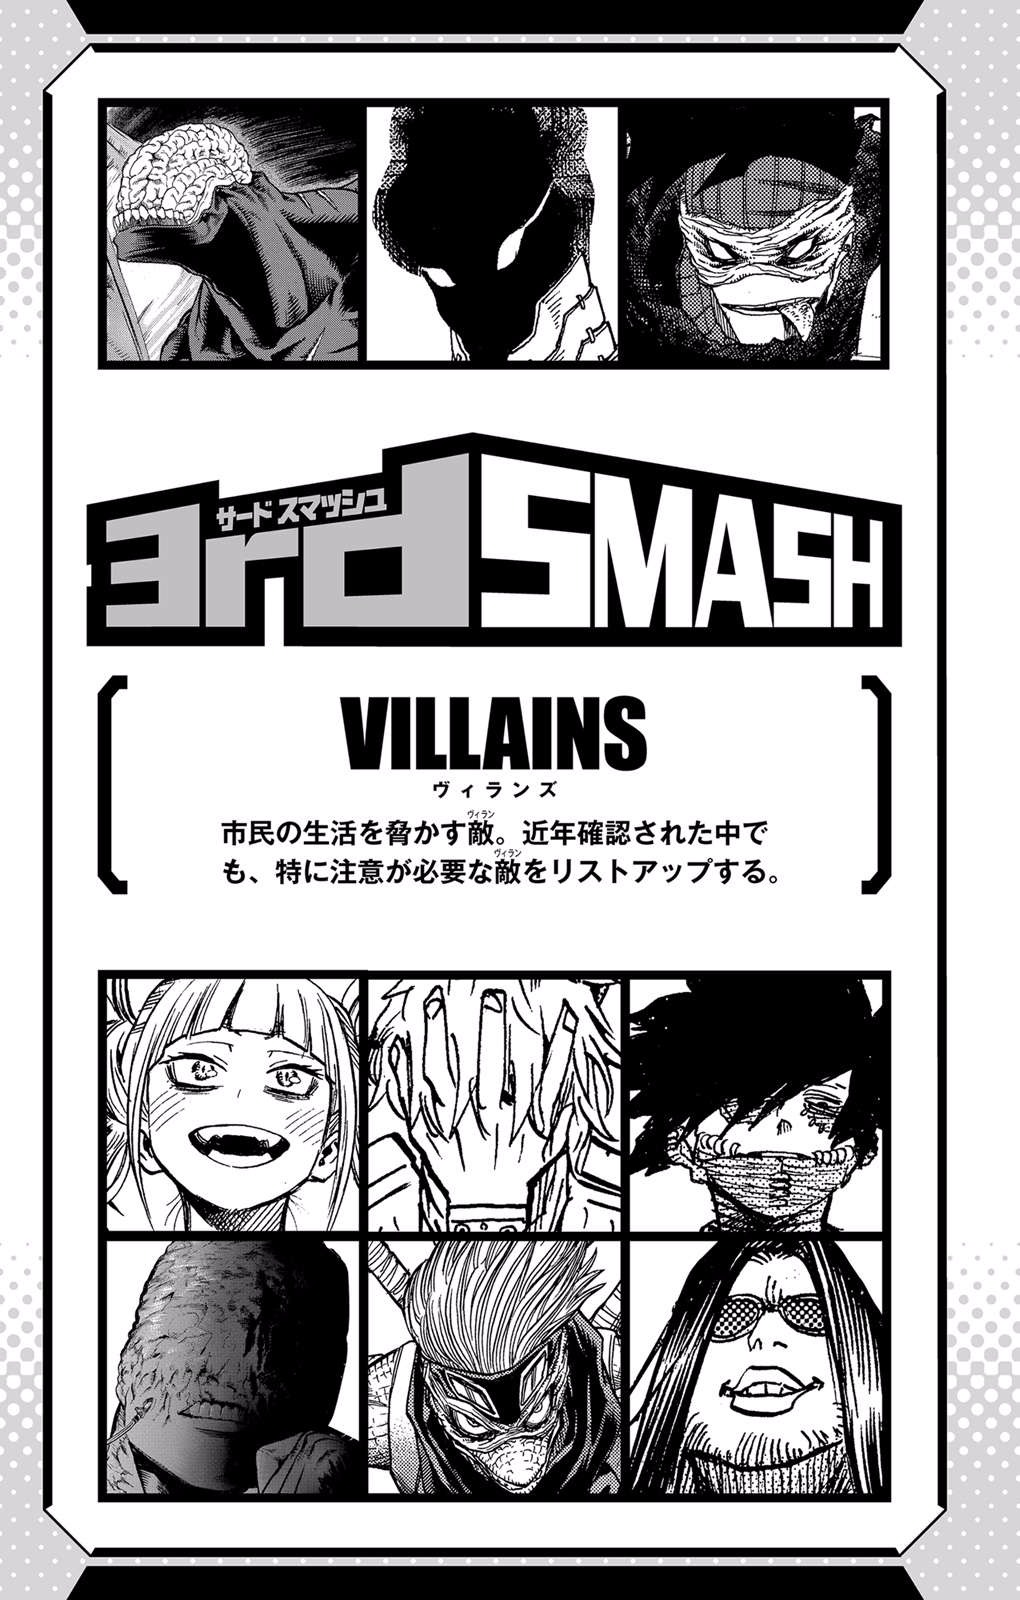 サードスマッシュ
3rd SMASH
VILLAINS
ヴィランズ
市民の生活を脅かす敵。近年確認された中で
も、特に注意が必要な敵をリストアップする。
ヴィラン
ヴィラン